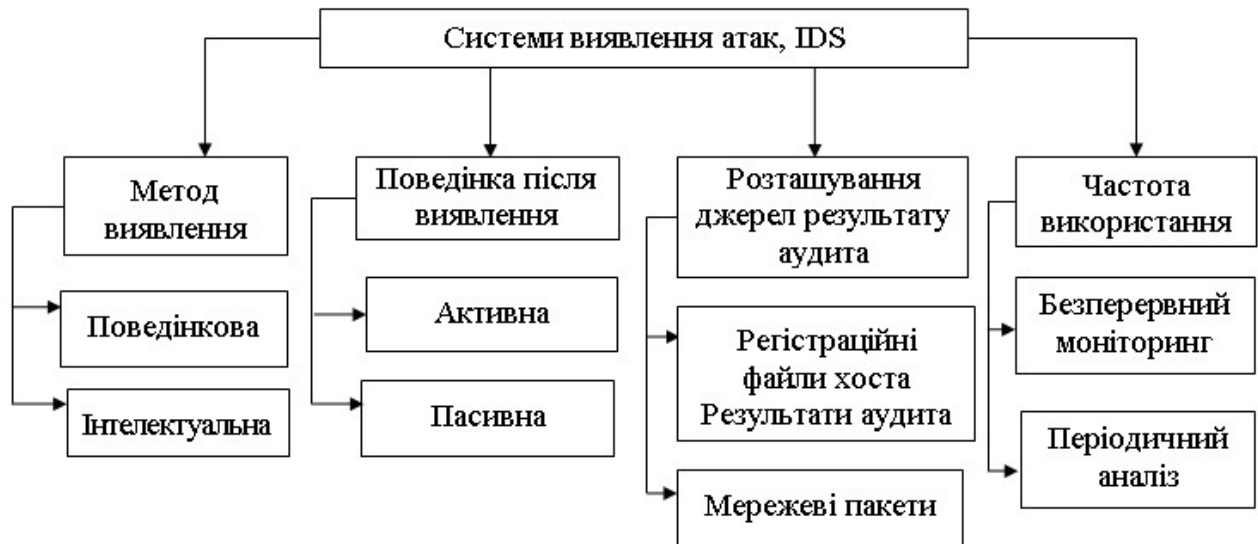 Системи виявлення атак, IDS
Метод
виявлення
Поведінкова
Інтелектуальна
Поведінка після
виявлення
Активна
Пасивна
Розташування
джерел результату
аудита
Регістраційні
файли хоста
Результати аудита
Мережеві пакети
Частота
використання
Безперервний
моніторинг
Періодичний
аналіз